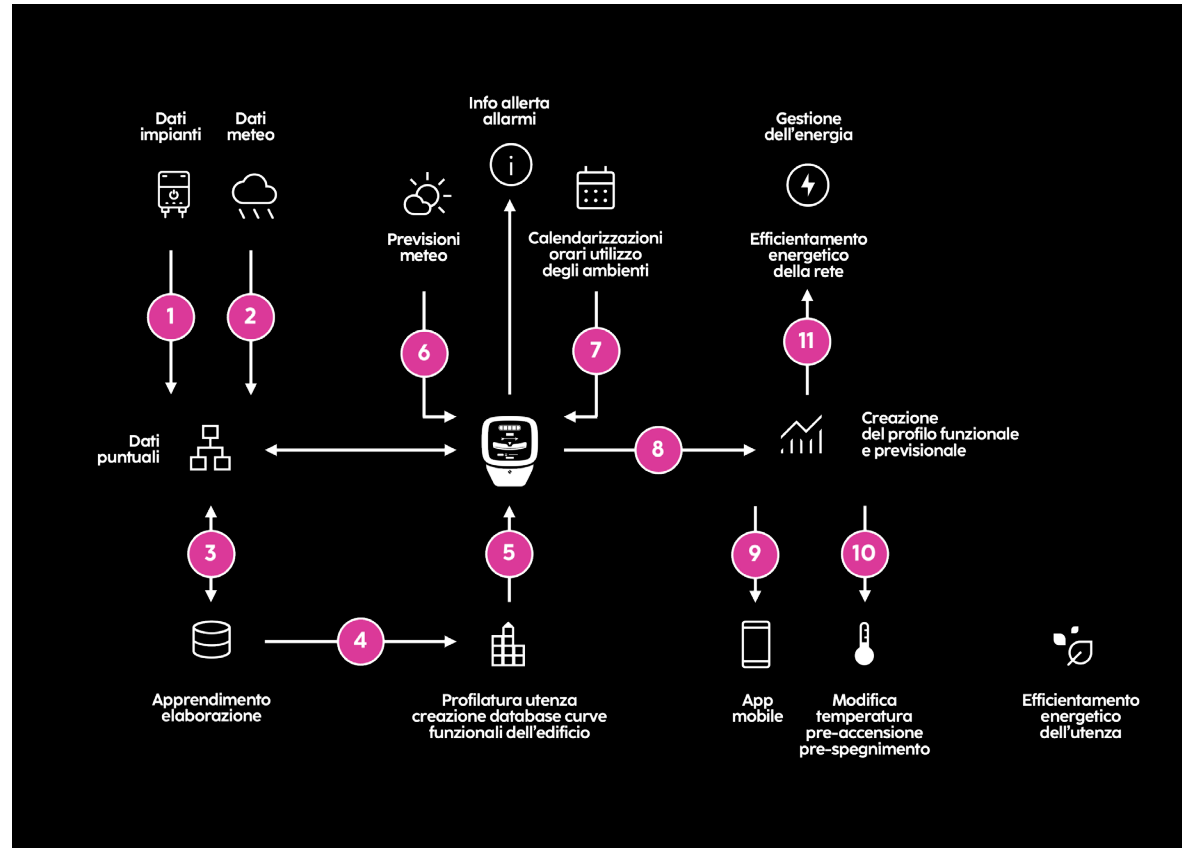 Dati
impianti
Dati
meteo
Info allerta
allarmi
Gestione
dell'energia
Previsioni
meteo
Calendarizzazioni
orari utilizzo
degli ambienti
Efficientamento
energetico
della rete
1
2
6
7
11
Dati
puntuali
8
Creazione
del profilo funzionale
e previsionale
3
5
9
10
4
Apprendimento
elaborazione
Profilatura utenza
creazione database curve
funzionali dell'edificio
App
mobile
Modifica
temperatura
pre-accensione
pre-spegnimento
Efficientamento
energetico
dell'utenza